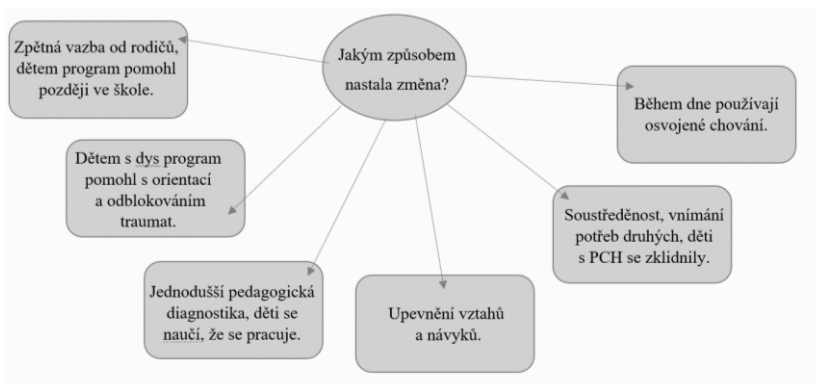 Jakým způsobem
nastala změna?
Zpětná vazba od rodičů,
dětem program pomohl
později ve škole.
Během dne používají
osvojené chování.
Dětem s dys program
pomohl s orientací
a odblokováním
traumat.
Soustředěnost, vnímání
potřeb druhých, děti
s PCH se zklidnily.
Jednodušší pedagogická
diagnostika, děti se
naučí, že se pracuje.
Upevnění vztahů
a návyků.